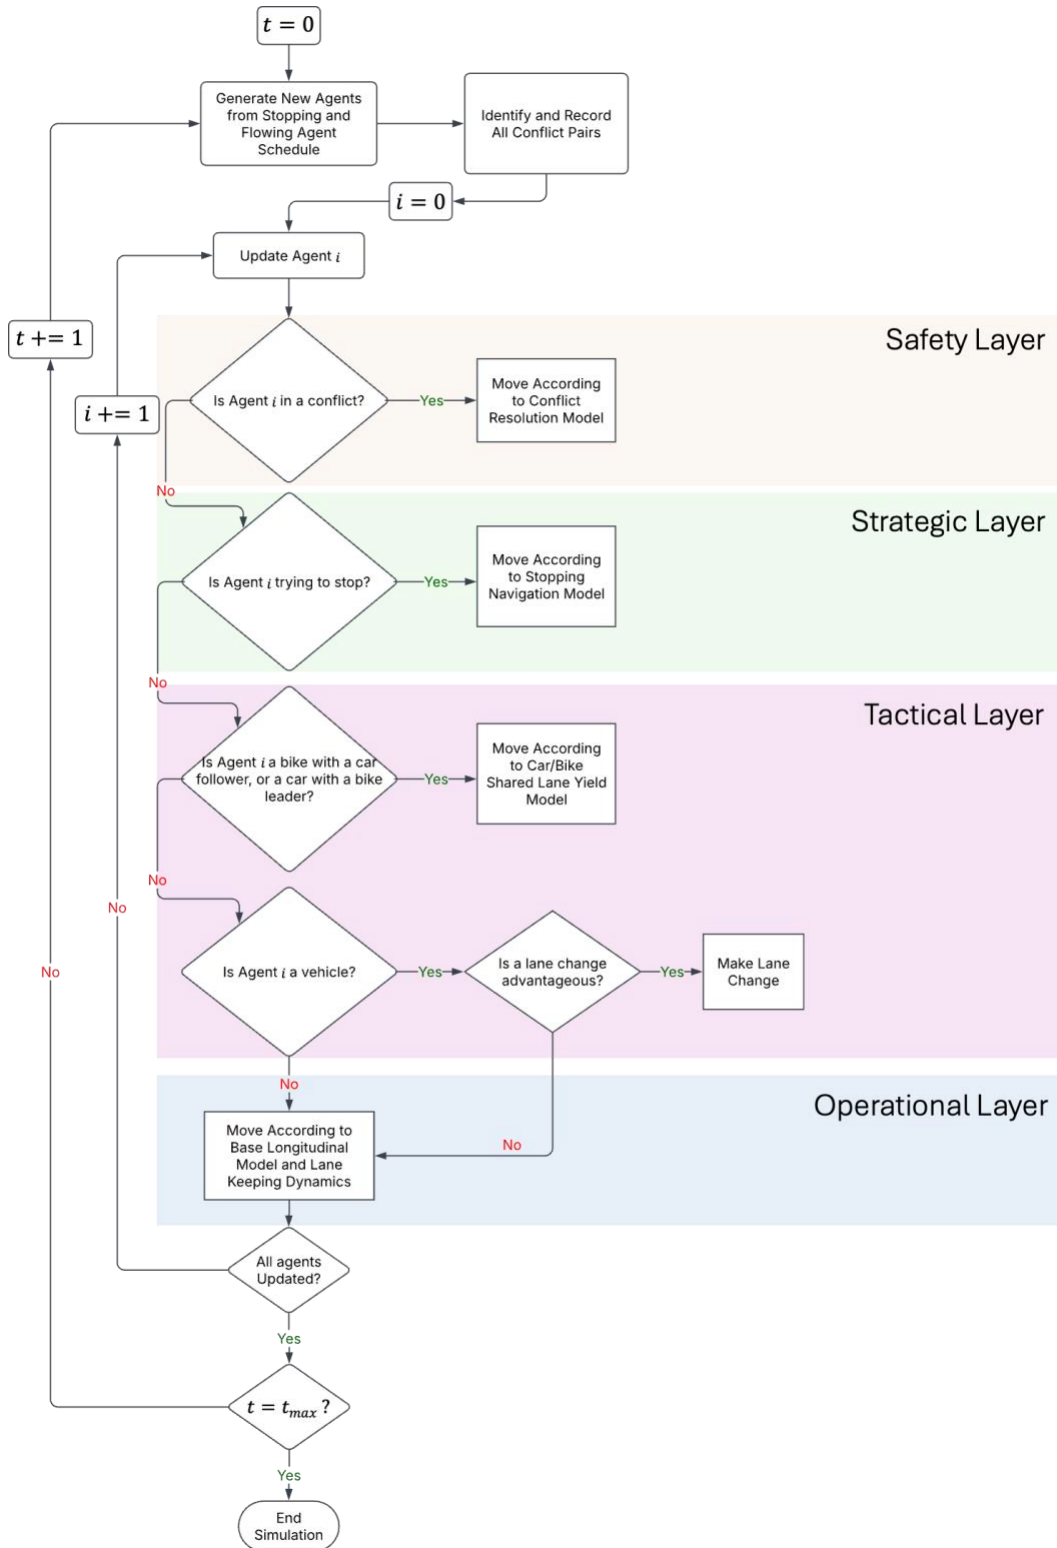 t = 0
Generate New Agents
from Stopping and
Flowing Agent
Schedule
Identify and Record
All Conflict Pairs
i = 0
Update Agent i
t += 1
Safety Layer
Is Agent i in a conflict?
Yes
Move According
to Conflict
Resolution Model
i += 1
No
Strategic Layer
Is Agent i trying to stop?
Yes
Move According
to Stopping
Navigation Model
No
Tactical Layer
Is Agent i a bike with a car
follower, or a car with a bike
leader?
Yes
Move According
to Car/Bike
Shared Lane Yield
Model
No
No
Is Agent i a vehicle?
Yes
Is a lane change
advantageous?
Yes
Make Lane
Change
No
No
Operational Layer
Move According to
Base Longitudinal
Model and Lane
Keeping Dynamics
No
All agents
Updated?
Yes
t = tmax ?
Yes
End
Simulation